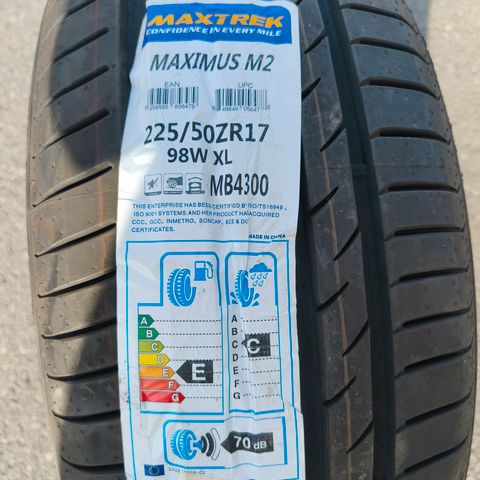 MAXTREK
CONFIDENCE IN EVERY MILE
MAXIMUS M2
EAN UPC
225/50ZR17
98W XL
MB4300
THIS ENTERPRISE HAS BEEN CERTIFIED BY ISO/TS16949,
ISO 9001 SYSTEMS AND HER PRODUCT HAS ACQUIRED
CCC, GCC, INMETRO, SONCAP, ECE & DOT
CERTIFICATES.
MADE IN CHINA
A
B
C
D
E
F
G
E
A
B
C
D
E
F
G
C
70 dB